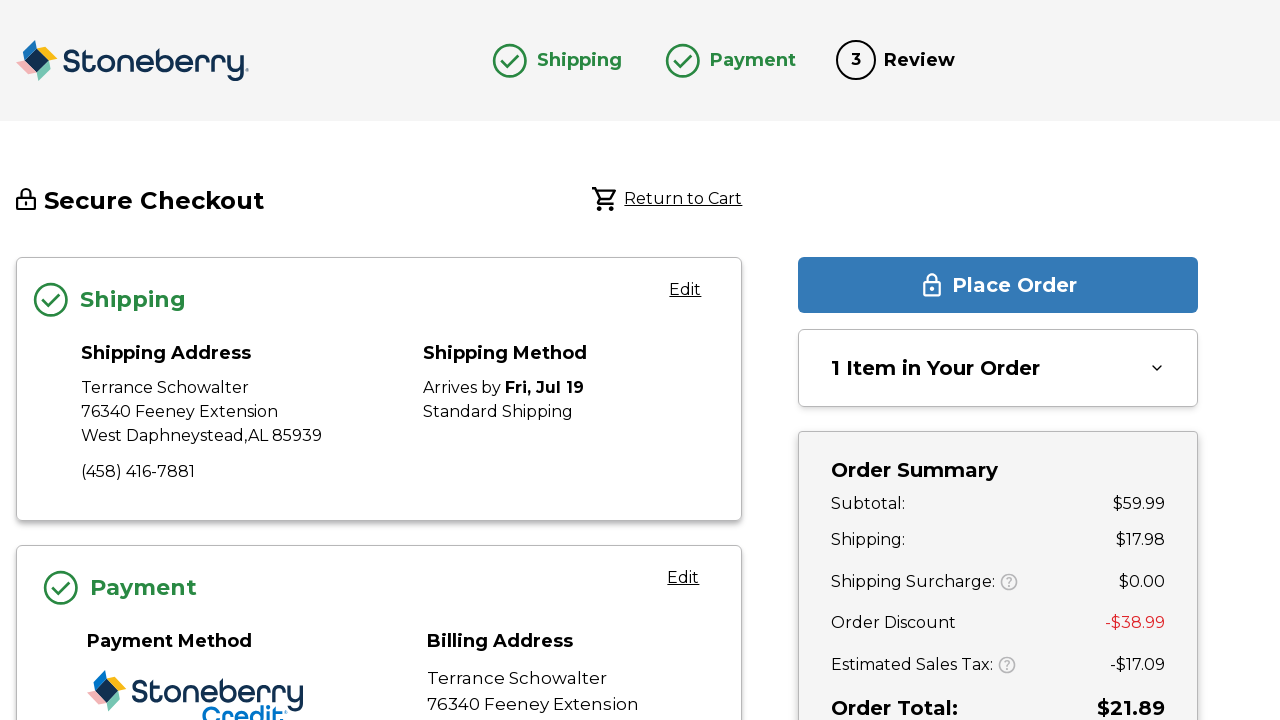 Stoneberry
Shipping
Payment
3
Review
Secure Checkout
Return to Cart
Shipping
Edit
Shipping Address
Terrance Schowalter
76340 Feeney Extension
West Daphneystead,AL 85939
(458) 416-7881
Shipping Method
Arrives by Fri, Jul 19
Standard Shipping
Payment
Edit
Payment Method
Stoneberry
Credit
Billing Address
Terrance Schowalter
76340 Feeney Extension
Place Order
1 Item in Your Order
Order Summary
Subtotal: $59.99
Shipping: $17.98
Shipping Surcharge: ? $0.00
Order Discount -$38.99
Estimated Sales Tax: ? -$17.09
Order Total: $21.89